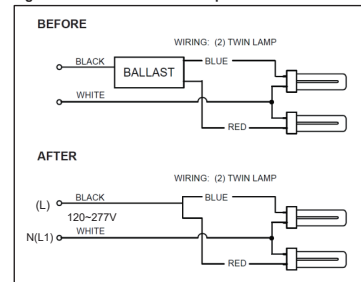 BEFORE
WIRING: (2) TWIN LAMP
BLACK
BALLAST
BLUE
WHITE
RED
AFTER
WIRING: (2) TWIN LAMP
(L)
BLACK
BLUE
120~277V
N(L1)
WHITE
RED